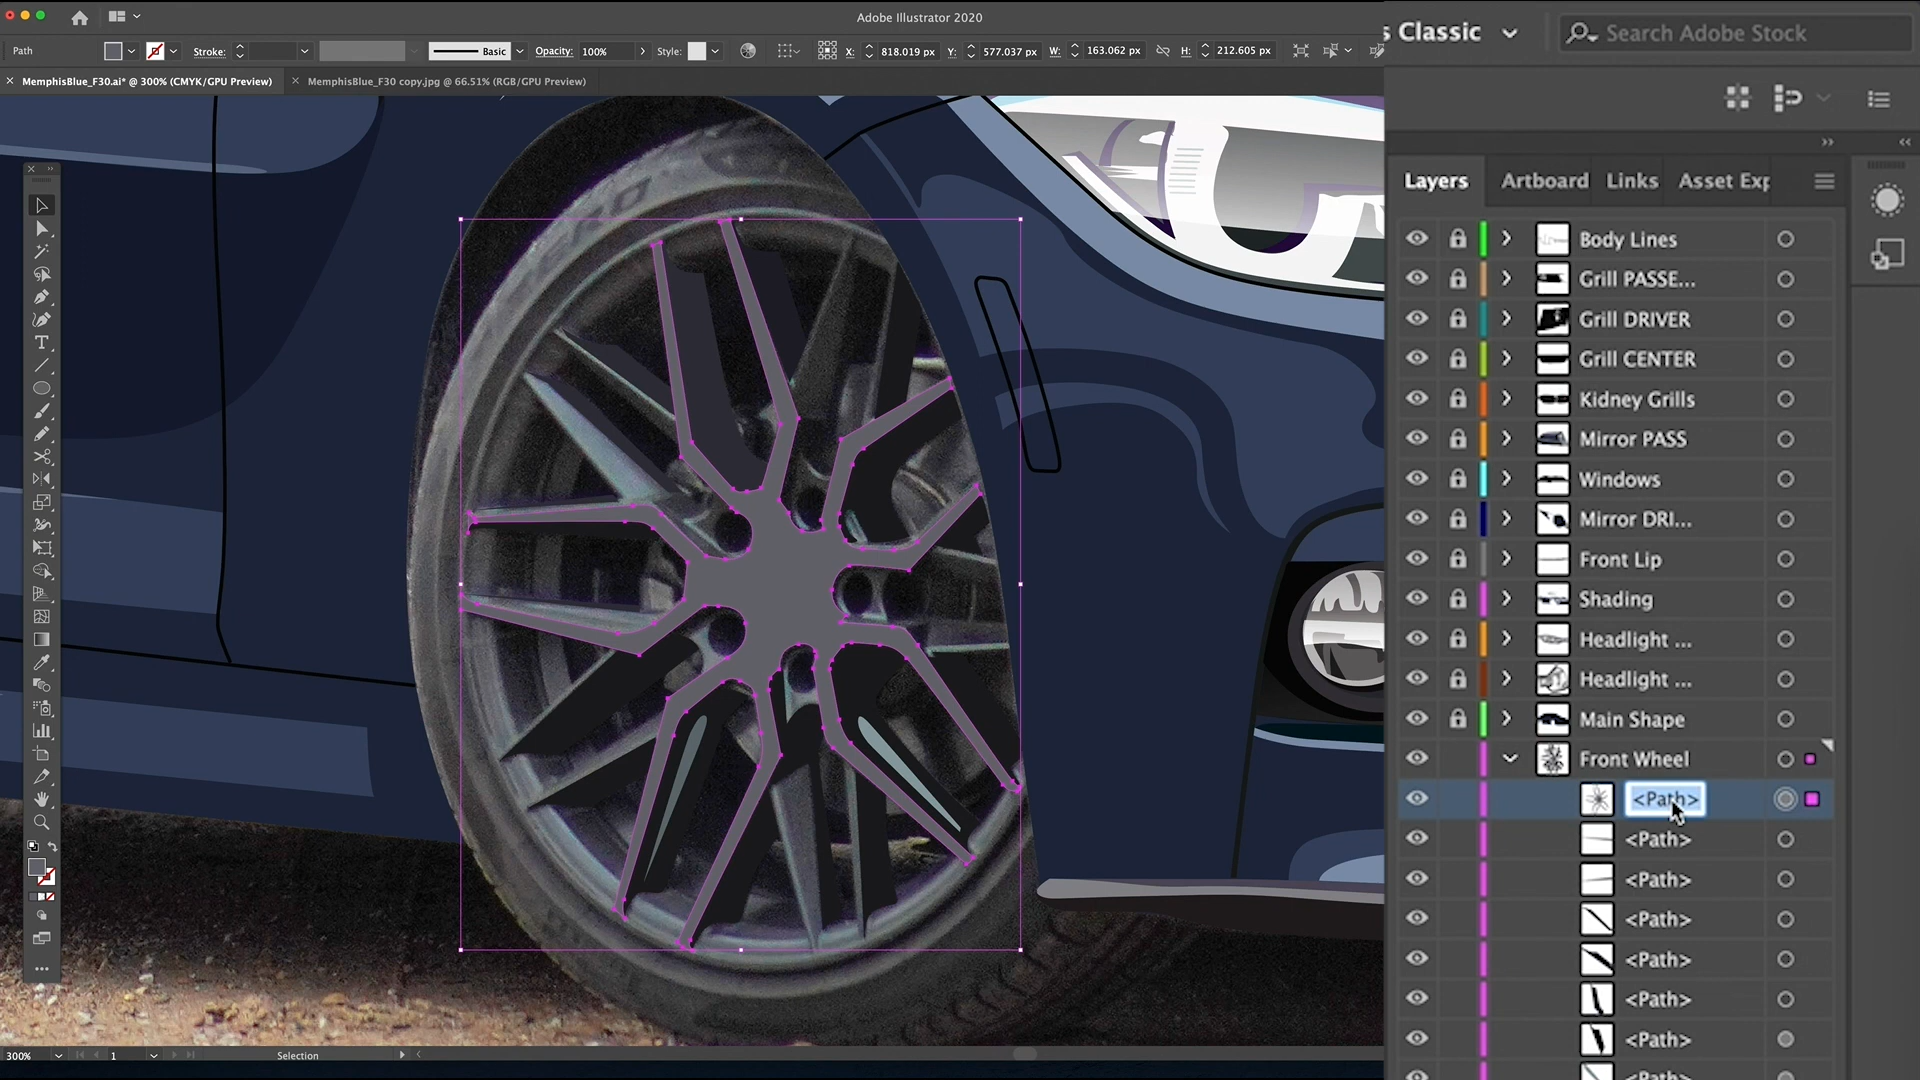 Adobe Illustrator 2020
s Classic
Search Adobe Stock
Path
Stroke:
Basic
Opacity:
100%
Style:
X:
818.019 px
Y:
577.037 px
W:
163.062 px
H:
212.605 px
MemphisBlue_F30.ai* @ 300% (CMYK/GPU Preview)
MemphisBlue_F30 copy.jpg @ 66.51% (RGB/GPU Preview)
Layers
Artboard
Links
Asset Exp
Body Lines
Grill PASSE...
Grill DRIVER
Grill CENTER
Kidney Grills
Mirror PASS
Windows
Mirror DRI...
Front Lip
Shading
Headlight ...
Headlight ...
Main Shape
Front Wheel
<Path>
<Path>
<Path>
<Path>
<Path>
<Path>
<Path>
<Path>
300%
1
Selection